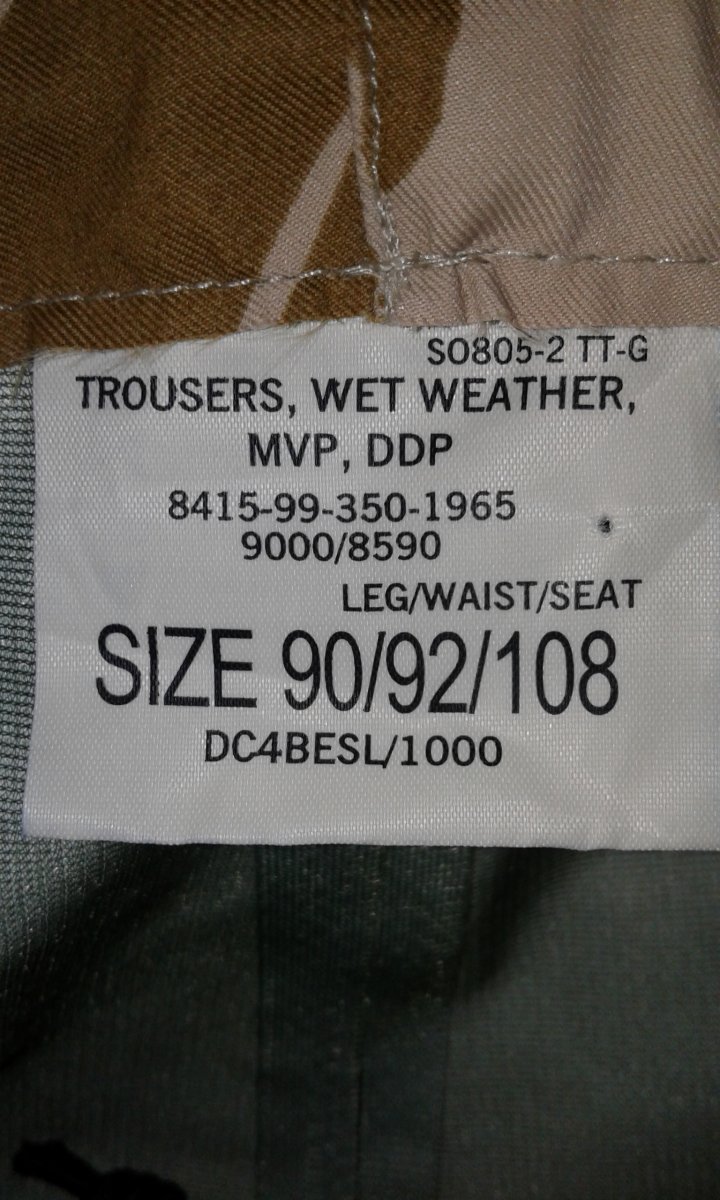 SO805-2 TT-G
TROUSERS, WET WEATHER,
MVP, DDP
8415-99-350-1965
9000/8590
LEG/WAIST/SEAT
SIZE 90/92/108
DC4BESL/1000